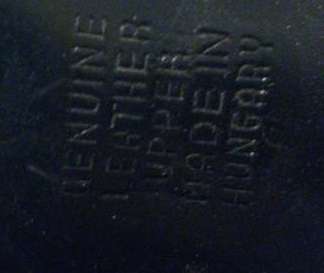 GENUINE
LEATHER
UPPER
MADE IN
HUNGARY